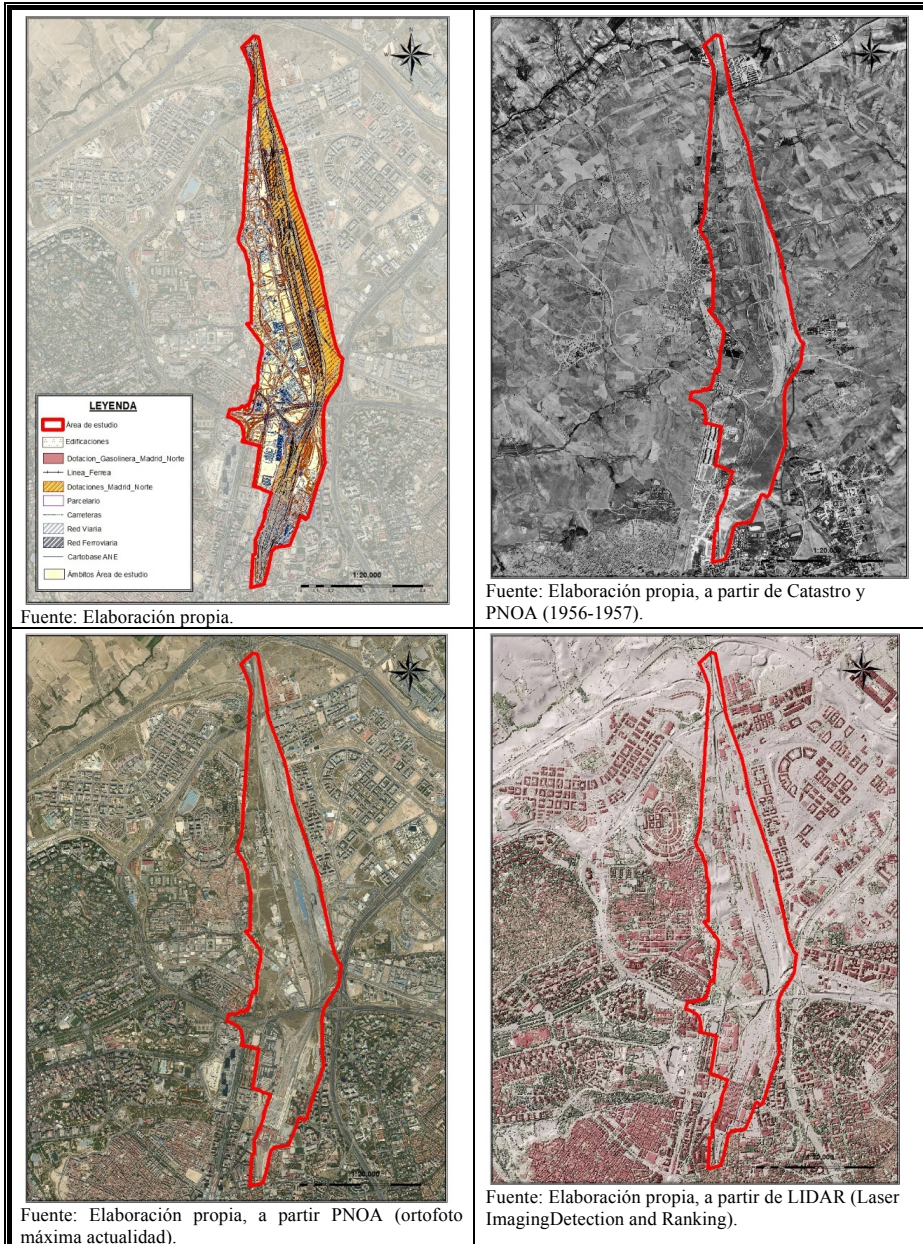 LEYENDA
Área de estudio
Edificaciones
Dotacion_Gasolinera_Madrid_Norte
Linea_Ferrea
Dotaciones_Madrid_Norte
Parcelario
Carreteras
Red Viaria
Red Ferroviaria
Cartobase ANE
Ámbitos Área de estudio
1:20.000
Fuente: Elaboración propia.
1:20.000
Fuente: Elaboración propia, a partir de Catastro y
PNOA (1956-1957).
1:20.000
Fuente: Elaboración propia, a partir PNOA (ortofoto
máxima actualidad).
1:20.000
Fuente: Elaboración propia, a partir de LIDAR (Laser
ImagingDetection and Ranking).